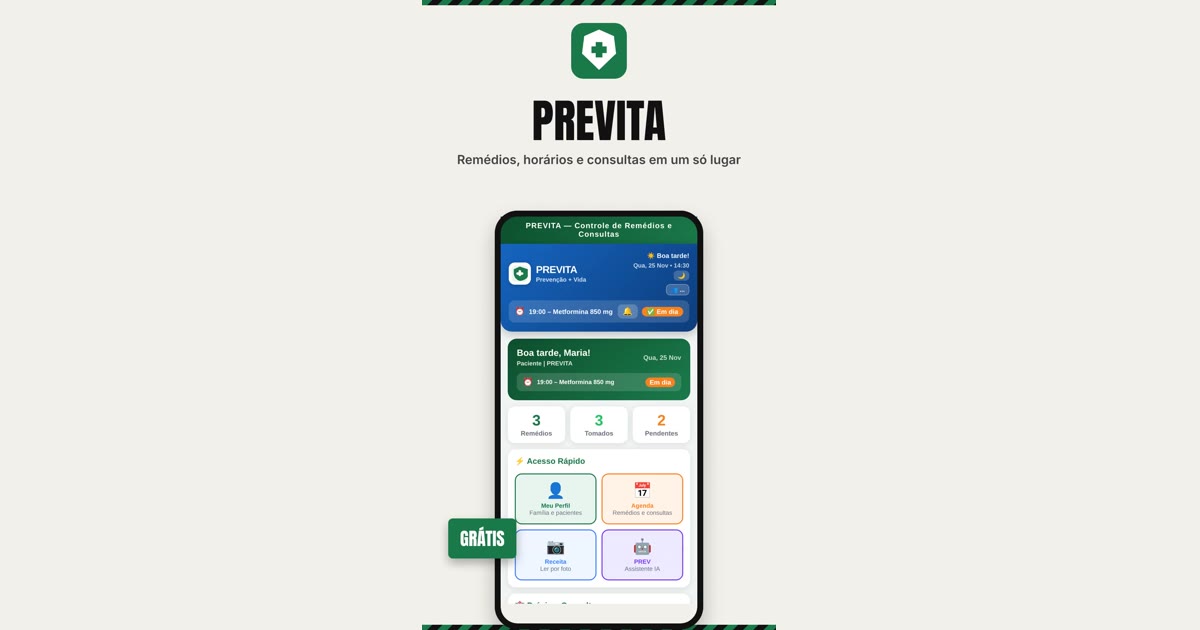 PREVITA
Remédios, horários e consultas em um só lugar
PREVITA — Controle de Remédios e
Consultas
PREVITA
Prevenção + Vida
Boa tarde!
Qua, 25 Nov • 14:30
19:00 – Metformina 850 mg
Em dia
Boa tarde, Maria!
Paciente | PREVITA
Qua, 25 Nov
19:00 – Metformina 850 mg
Em dia
3
Remédios
3
Tomados
2
Pendentes
Acesso Rápido
Meu Perfil
Família e pacientes
Agenda
Remédios e consultas
GRÁTIS
Receita
Ler por foto
PREV
Assistente IA